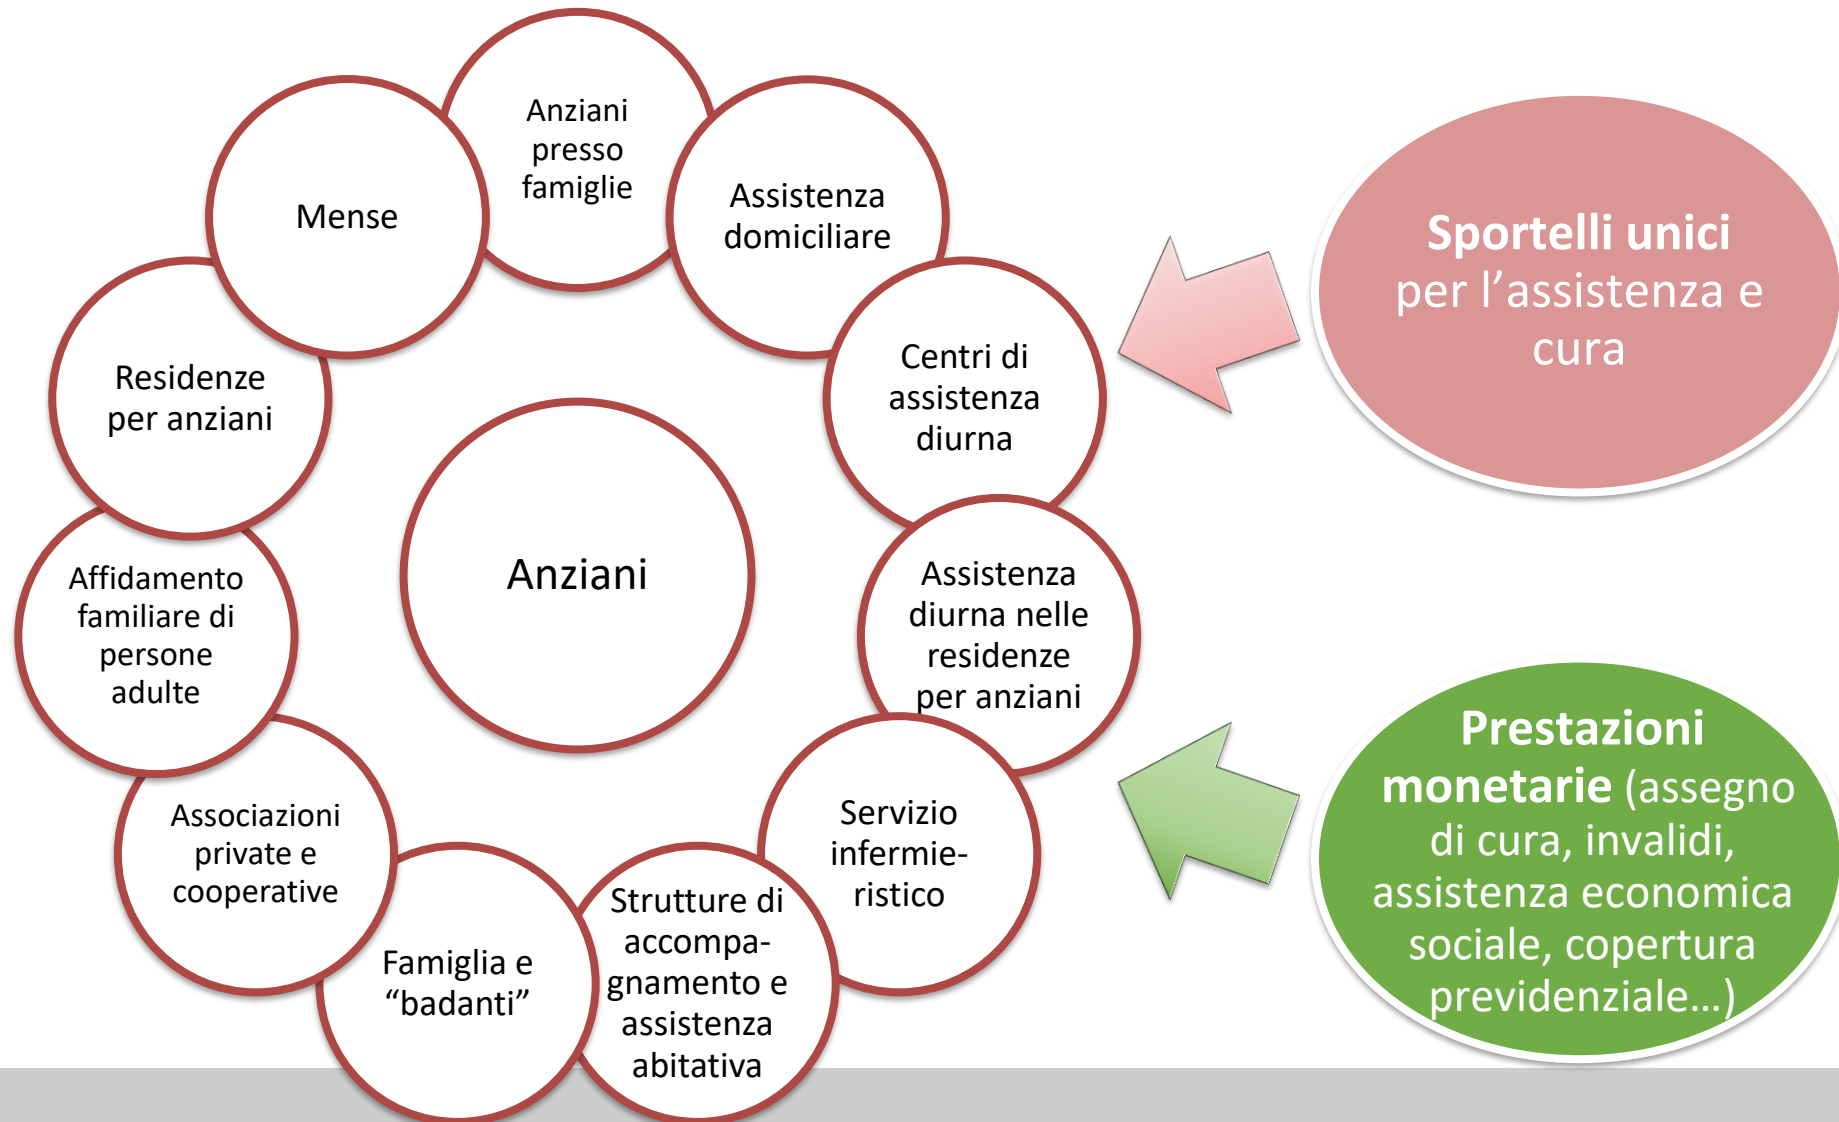 Anziani
presso
famiglie
Assistenza
domiciliare
Centri di
assistenza
diurna
Assistenza
diurna nelle
residenze
per anziani
Servizio
infermie-
ristico
Strutture di
accompa-
gnamento e
assistenza
abitativa
Famiglia e
“badanti”
Associazioni
private e
cooperative
Affidamento
familiare di
persone
adulte
Residenze
per anziani
Mense
Anziani
Sportelli unici
per l’assistenza e
cura
Prestazioni
monetarie (assegno
di cura, invalidi,
assistenza economica
sociale, copertura
previdenziale…)